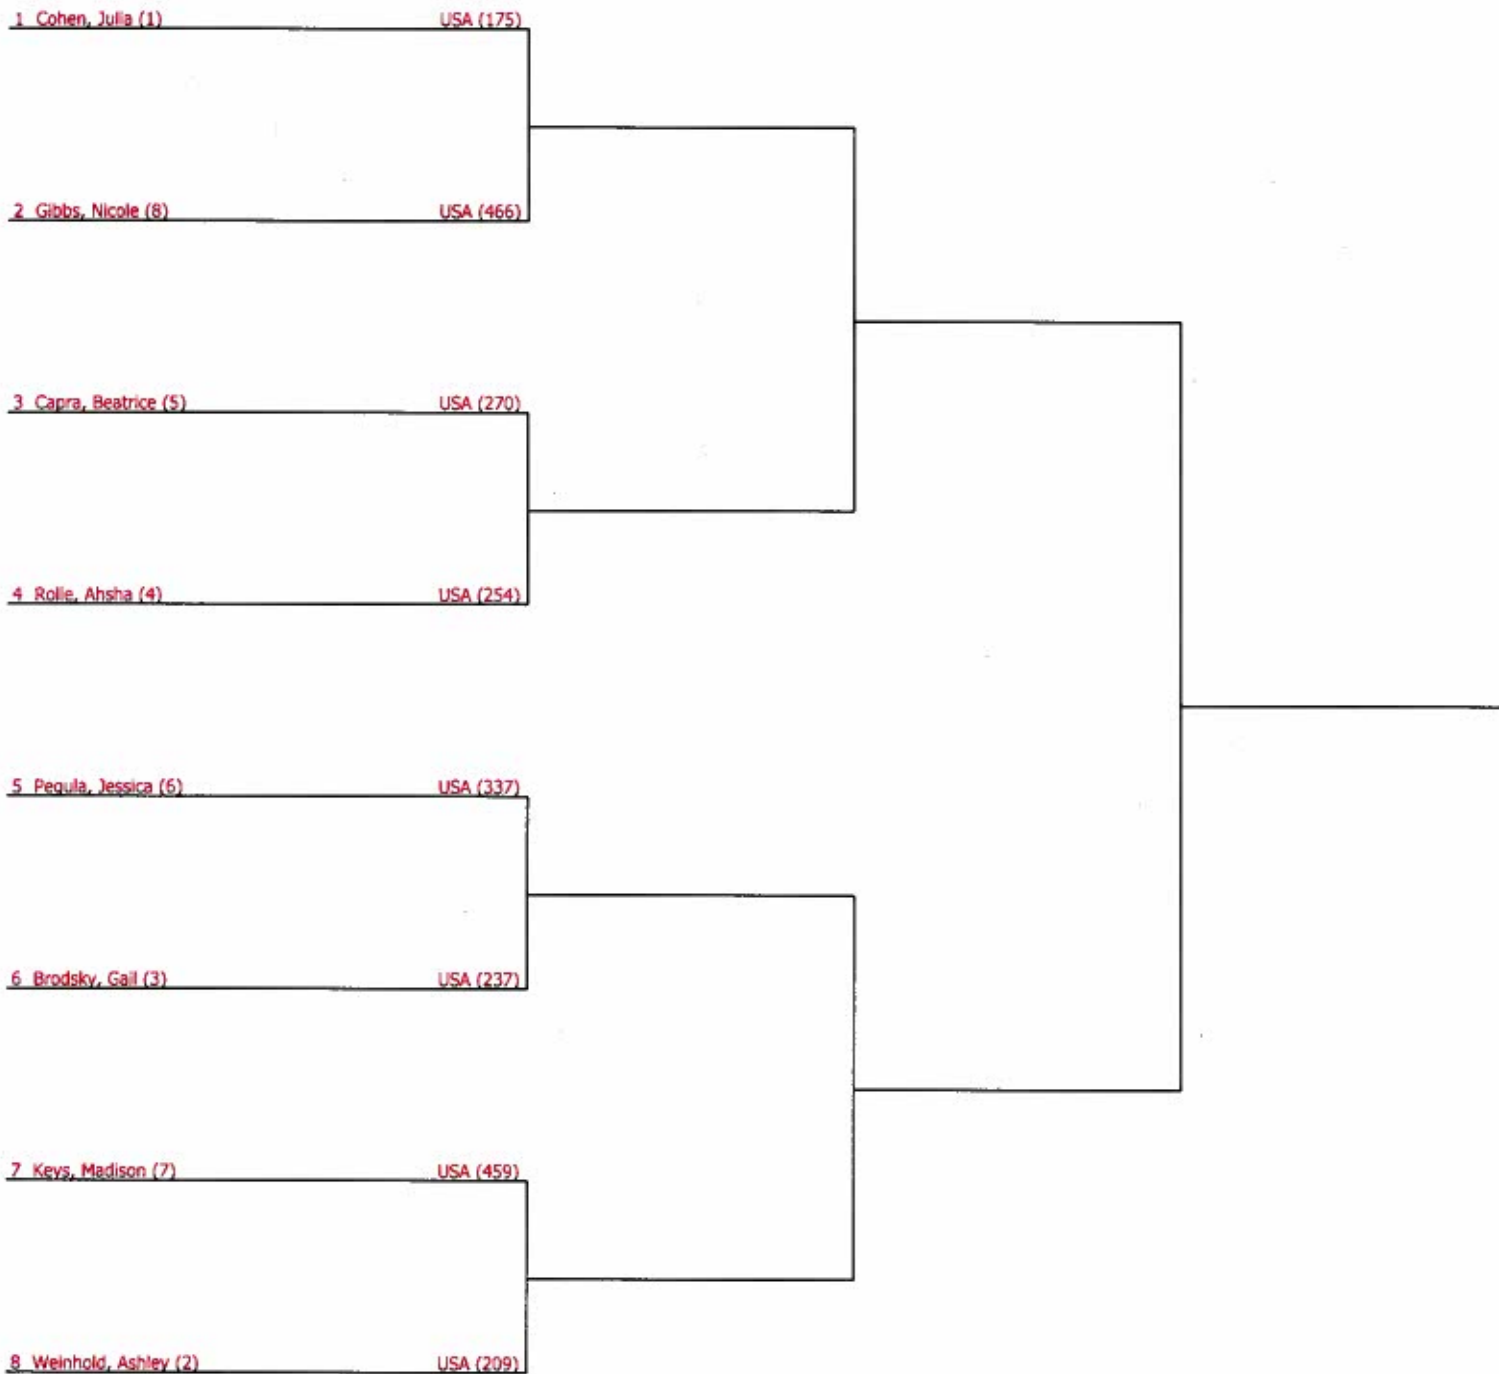 1 Cohen, Julia (1) USA (175)
2 Gibbs, Nicole (8) USA (466)
3 Capra, Beatrice (5) USA (270)
4 Rolle, Ahsha (4) USA (254)
5 Pegula, Jessica (6) USA (337)
6 Brodsky, Gail (3) USA (237)
7 Keys, Madison (7) USA (459)
8 Weinhold, Ashley (2) USA (209)